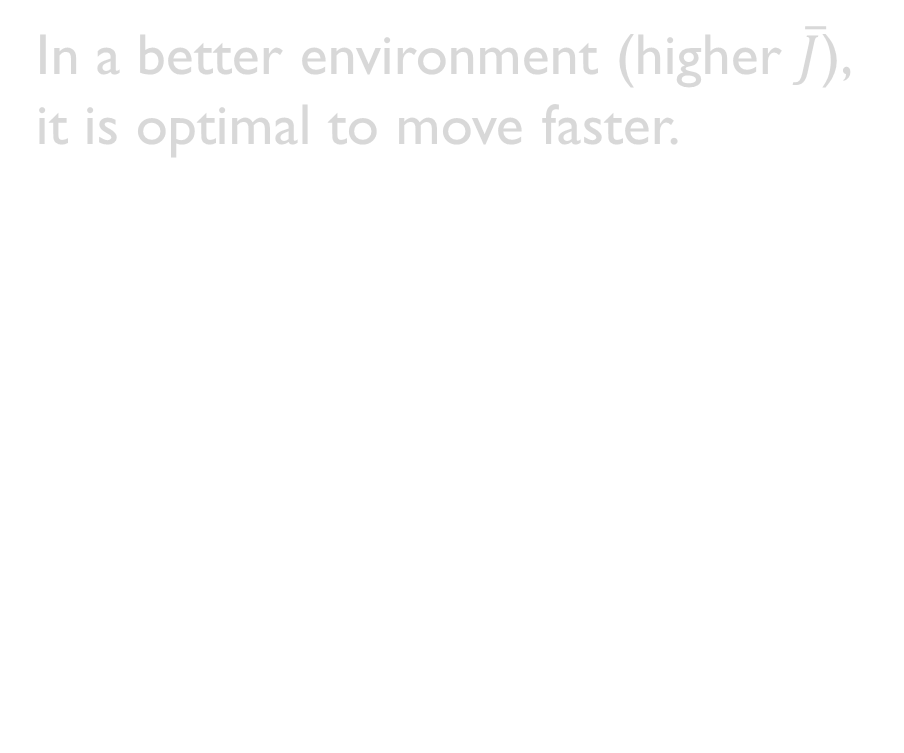 In a better environment (higher J̄),
it is optimal to move faster.